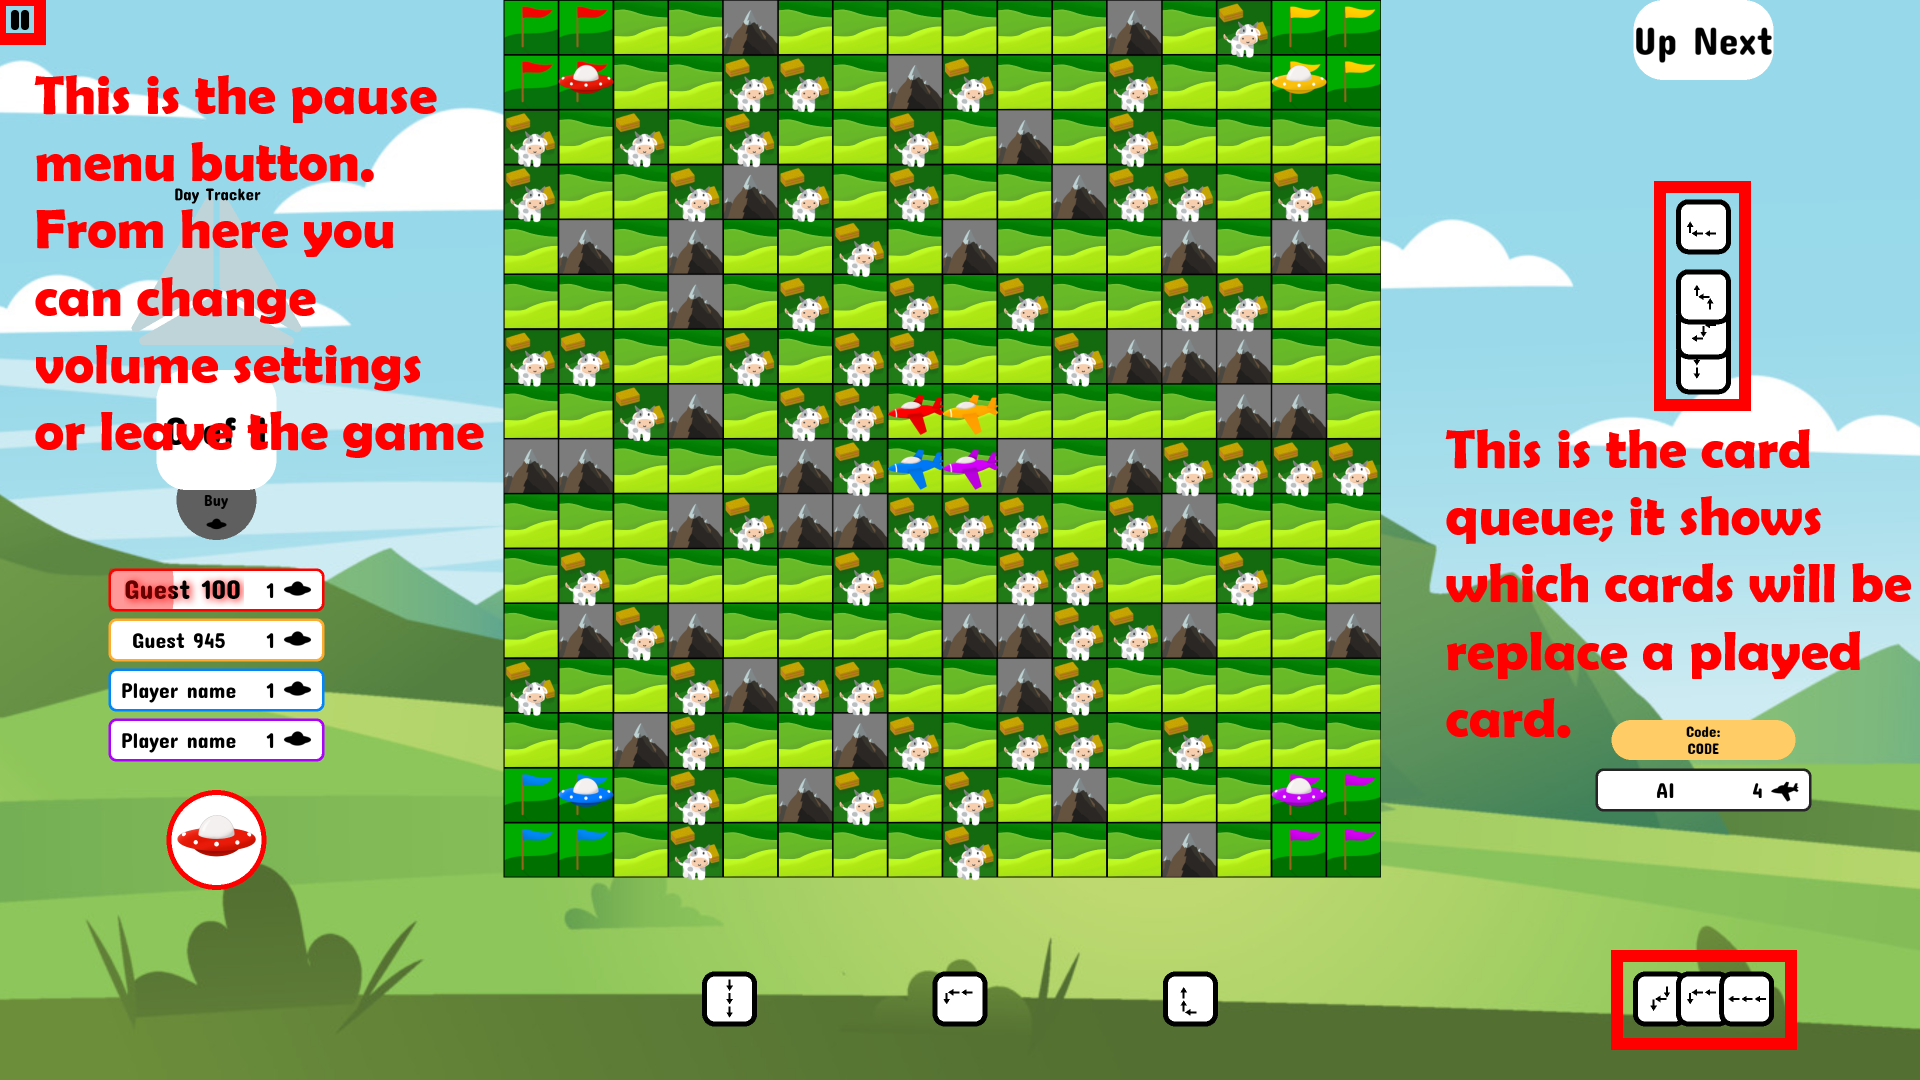 This is the pause
menu button.
Day Tracker
From here you
can change
volume settings
or leave the game
Buy
Guest 100 1
Guest 945 1
Player name 1
Player name 1
Up Next
This is the card
queue; it shows
which cards will be
replace a played
card.
Code:
CODE
AI 4